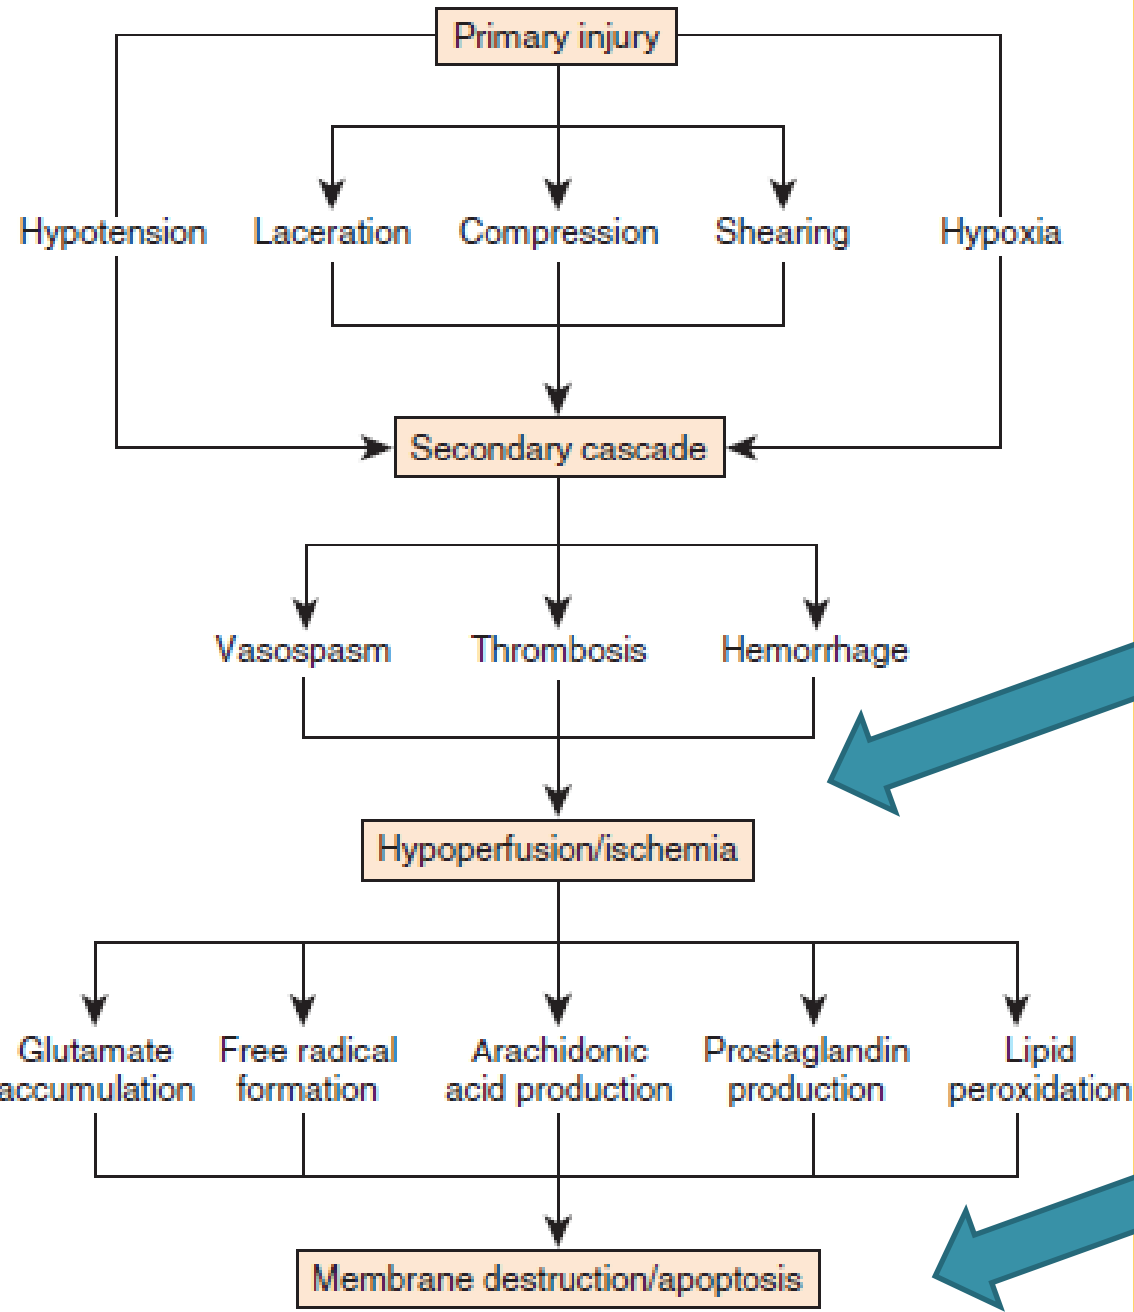 Primary injury
Hypotension Laceration Compression Shearing Hypoxia
Secondary cascade
Vasospasm Thrombosis Hemorrhage
Hypoperfusion/ischemia
Glutamate
accumulation
Free radical
formation
Arachidonic
acid production
Prostaglandin
production
Lipid
peroxidation
Membrane destruction/apoptosis